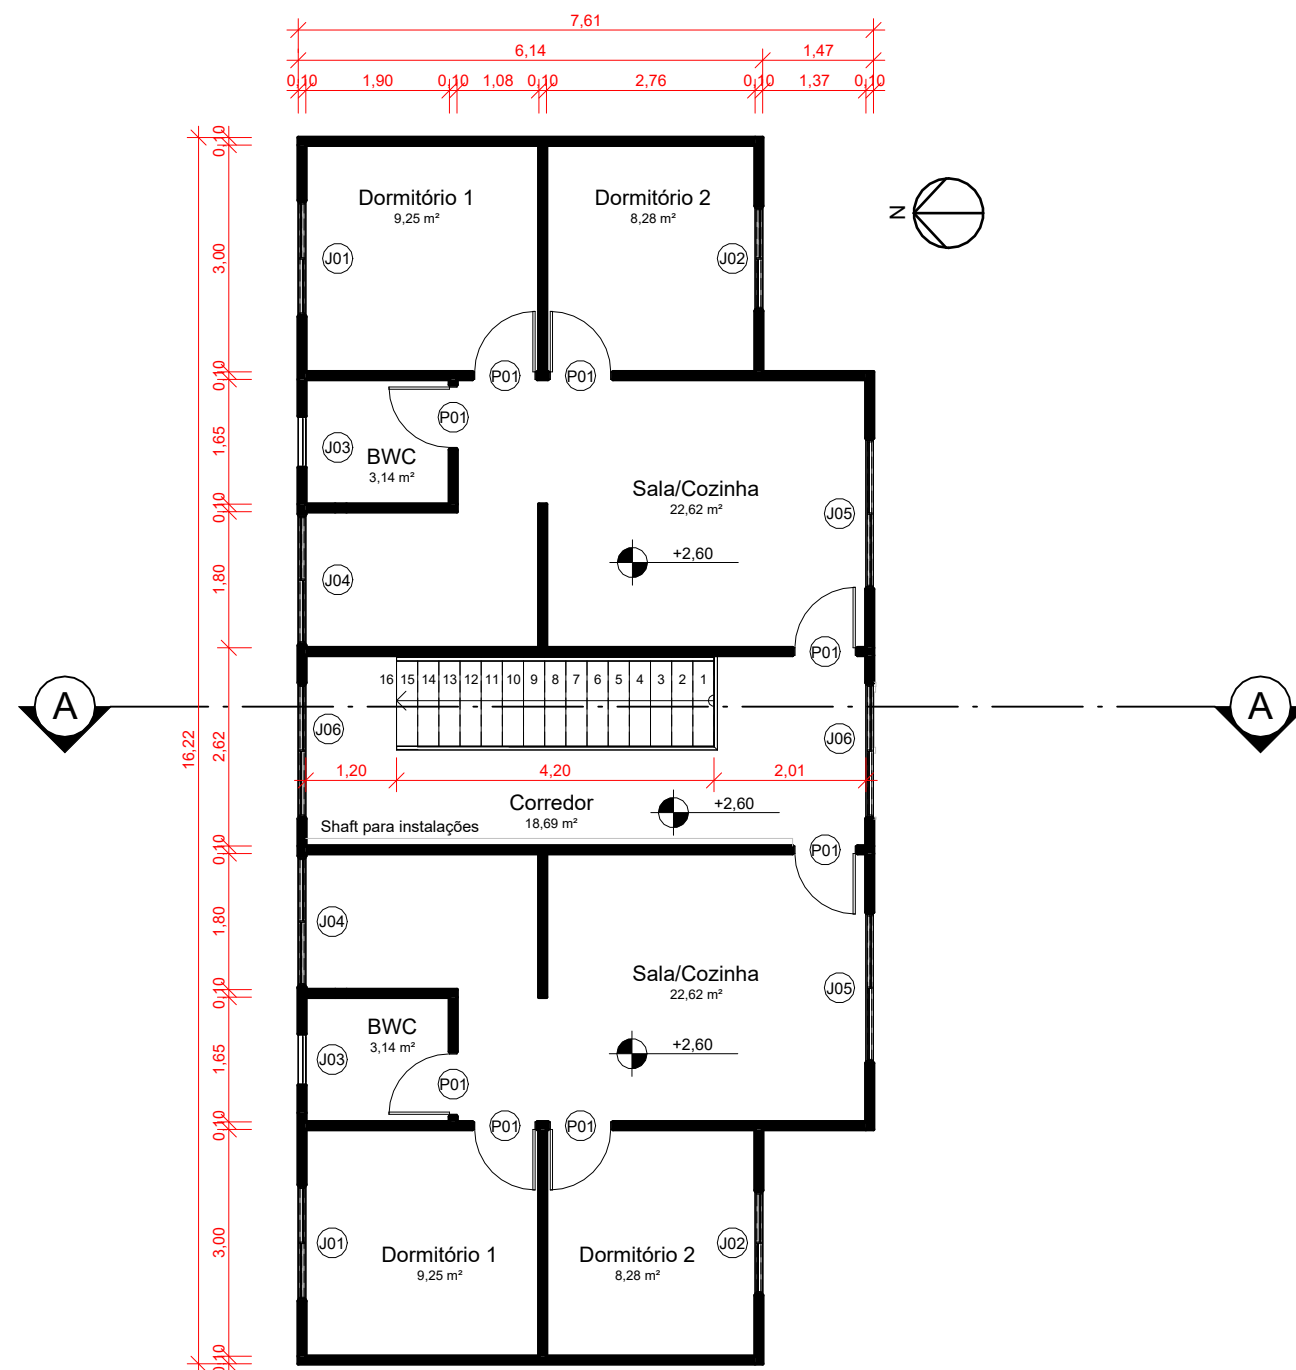 7,61
6,14 1,47
0,10 1,90 0,10 1,08 0,10 2,76 0,10 1,37 0,10
0,10
Dormitório 1 Dormitório 2
9,25 m² 8,28 m²
N
3,00
J01 J02
0,10
P01 P01
P01
1,65
J03
BWC
3,14 m²
Sala/Cozinha
22,62 m²
0,10
J05
+2,60
1,80
J04
P01
16 15 14 13 12 11 10 9 8 7 6 5 4 3 2 1
A A
J06 J06
16,22
2,62
1,20 4,20 2,01
Corredor
18,69 m²
+2,60
Shaft para instalações
0,10
P01
1,80
J04
Sala/Cozinha
22,62 m²
0,10
J05
BWC
3,14 m²
+2,60
1,65
J03
P01
0,10
P01 P01
3,00
J01 J02
Dormitório 1 Dormitório 2
9,25 m² 8,28 m²
0,10